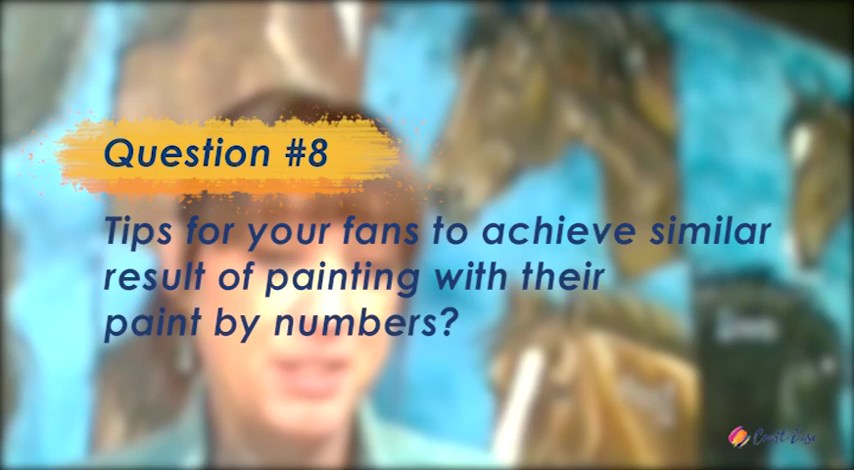 Question #8
Tips for your fans to achieve similar
result of painting with their
paint by numbers?